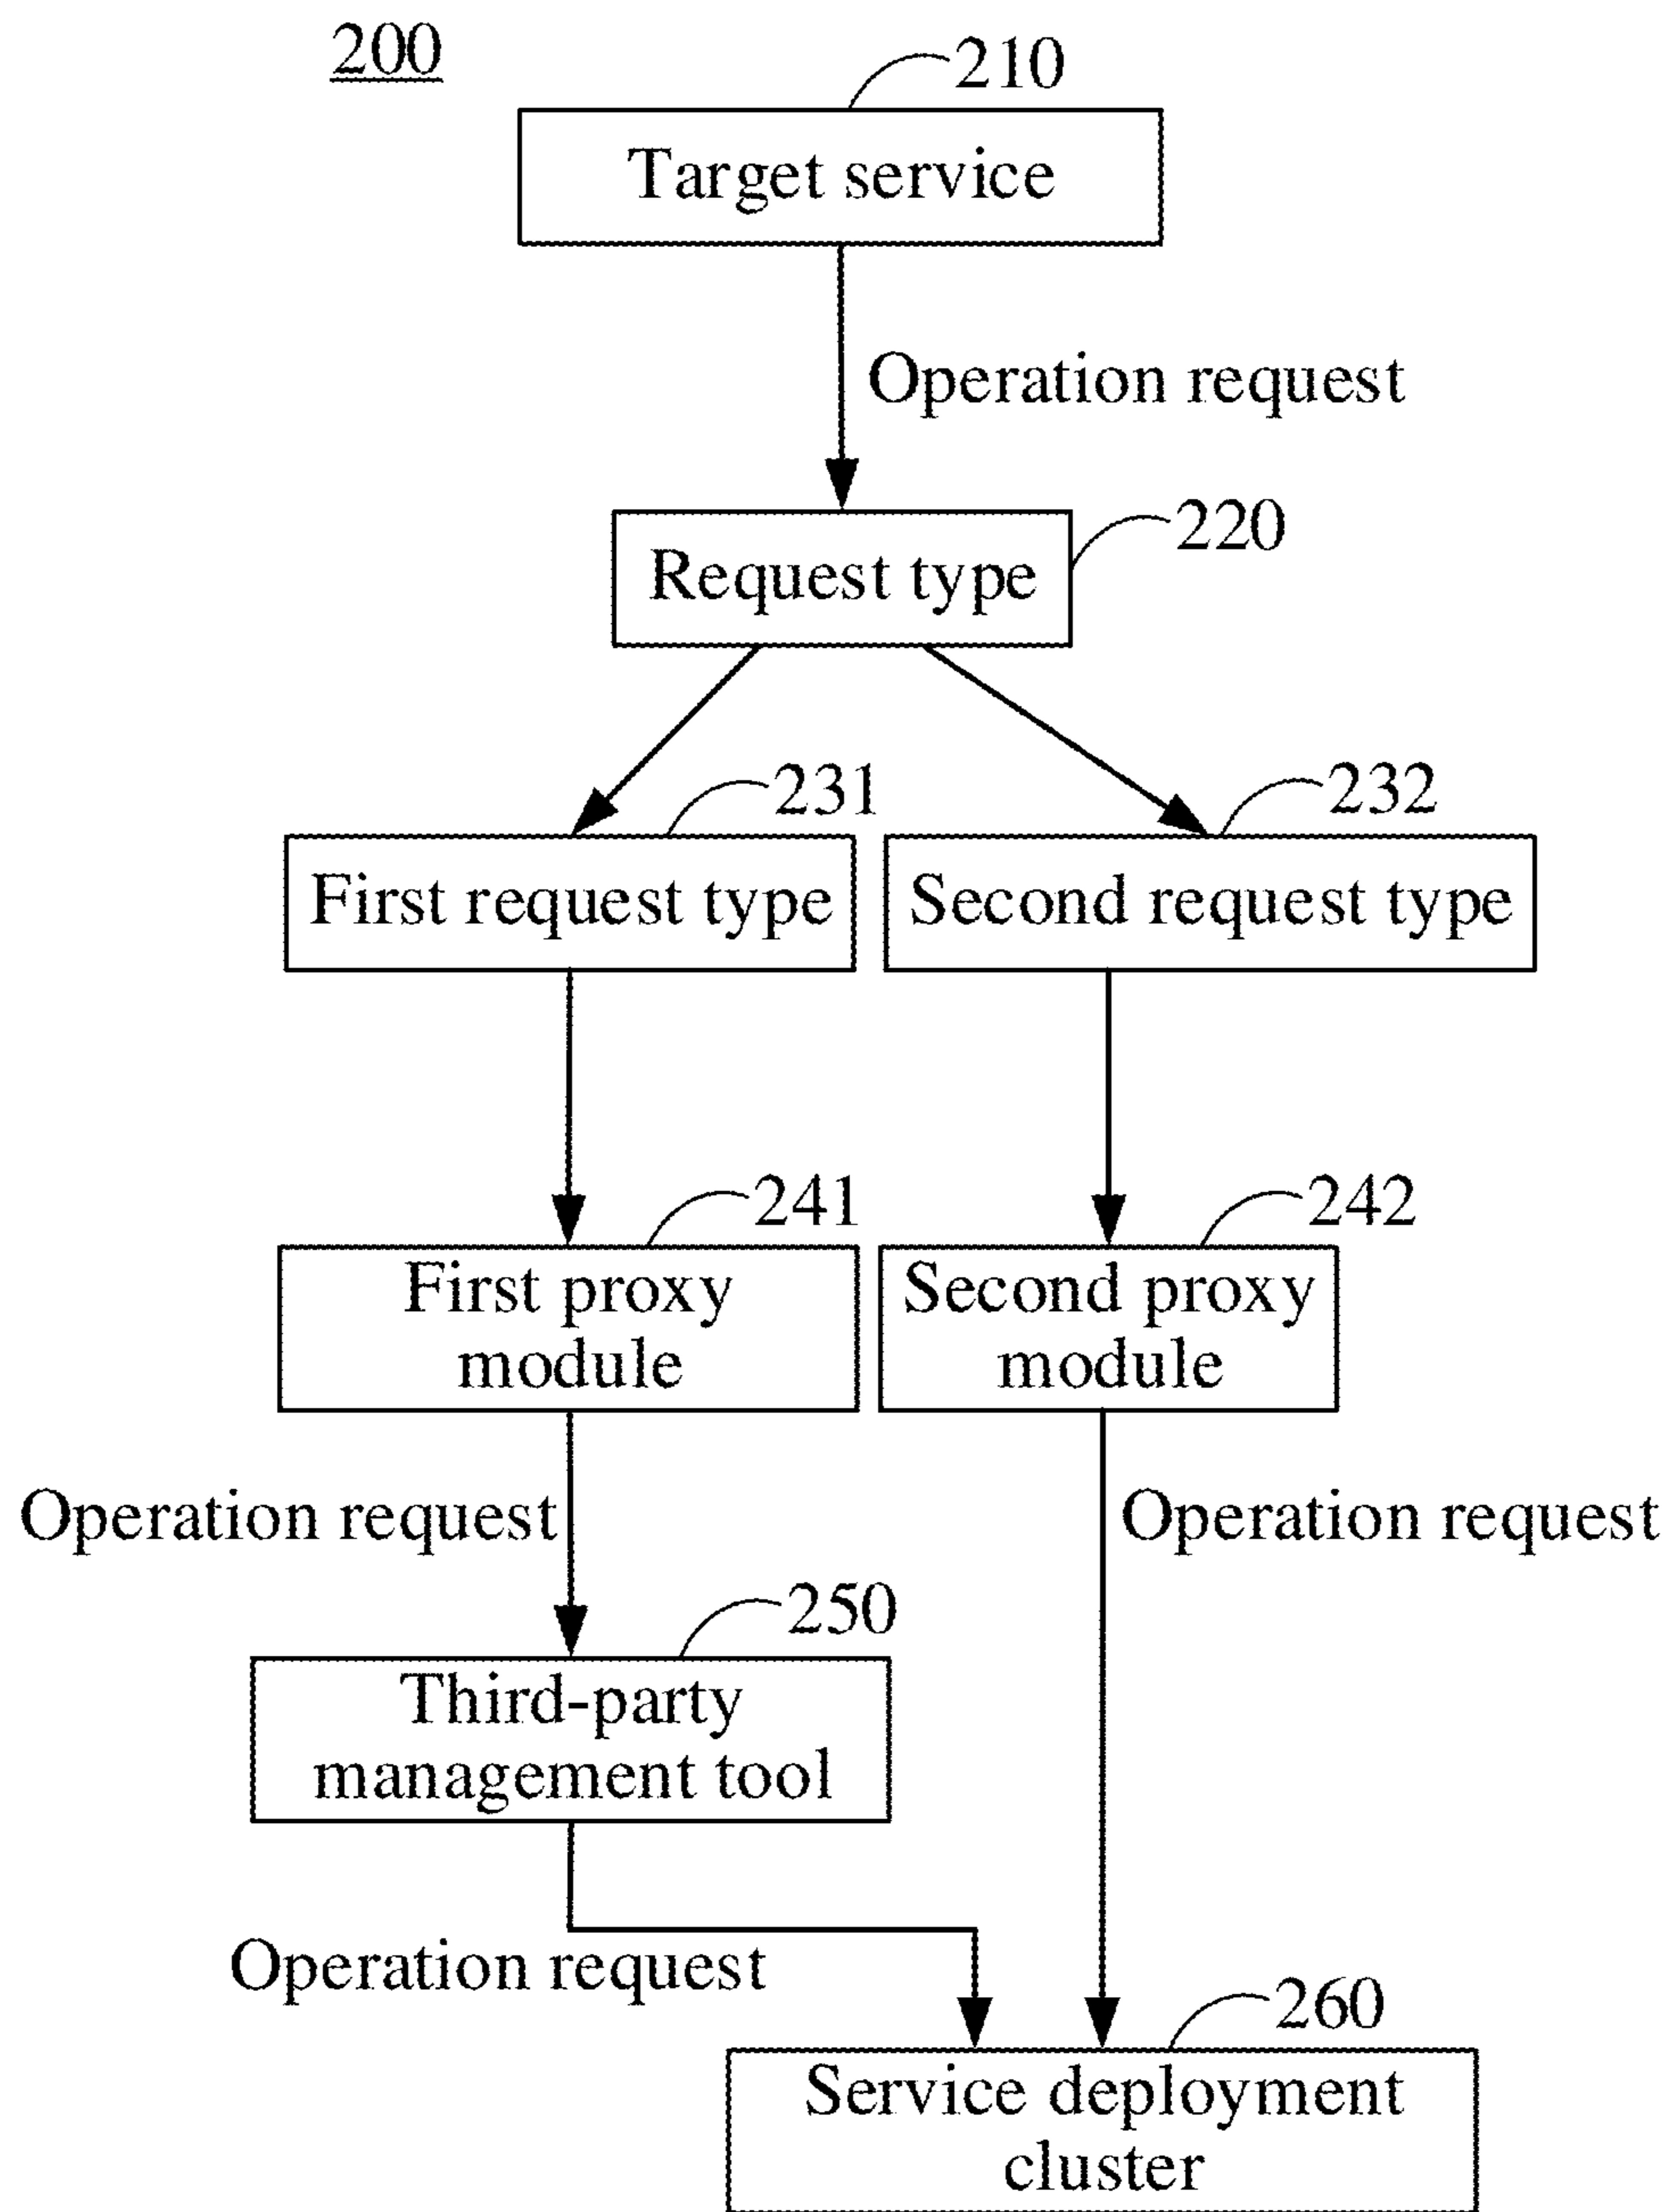 200
210
Target service
Operation request
220
Request type
231
232
First request type
Second request type
241
242
First proxy
module
Second proxy
module
Operation request
Operation request
250
Third-party
management tool
Operation request
260
Service deployment
cluster